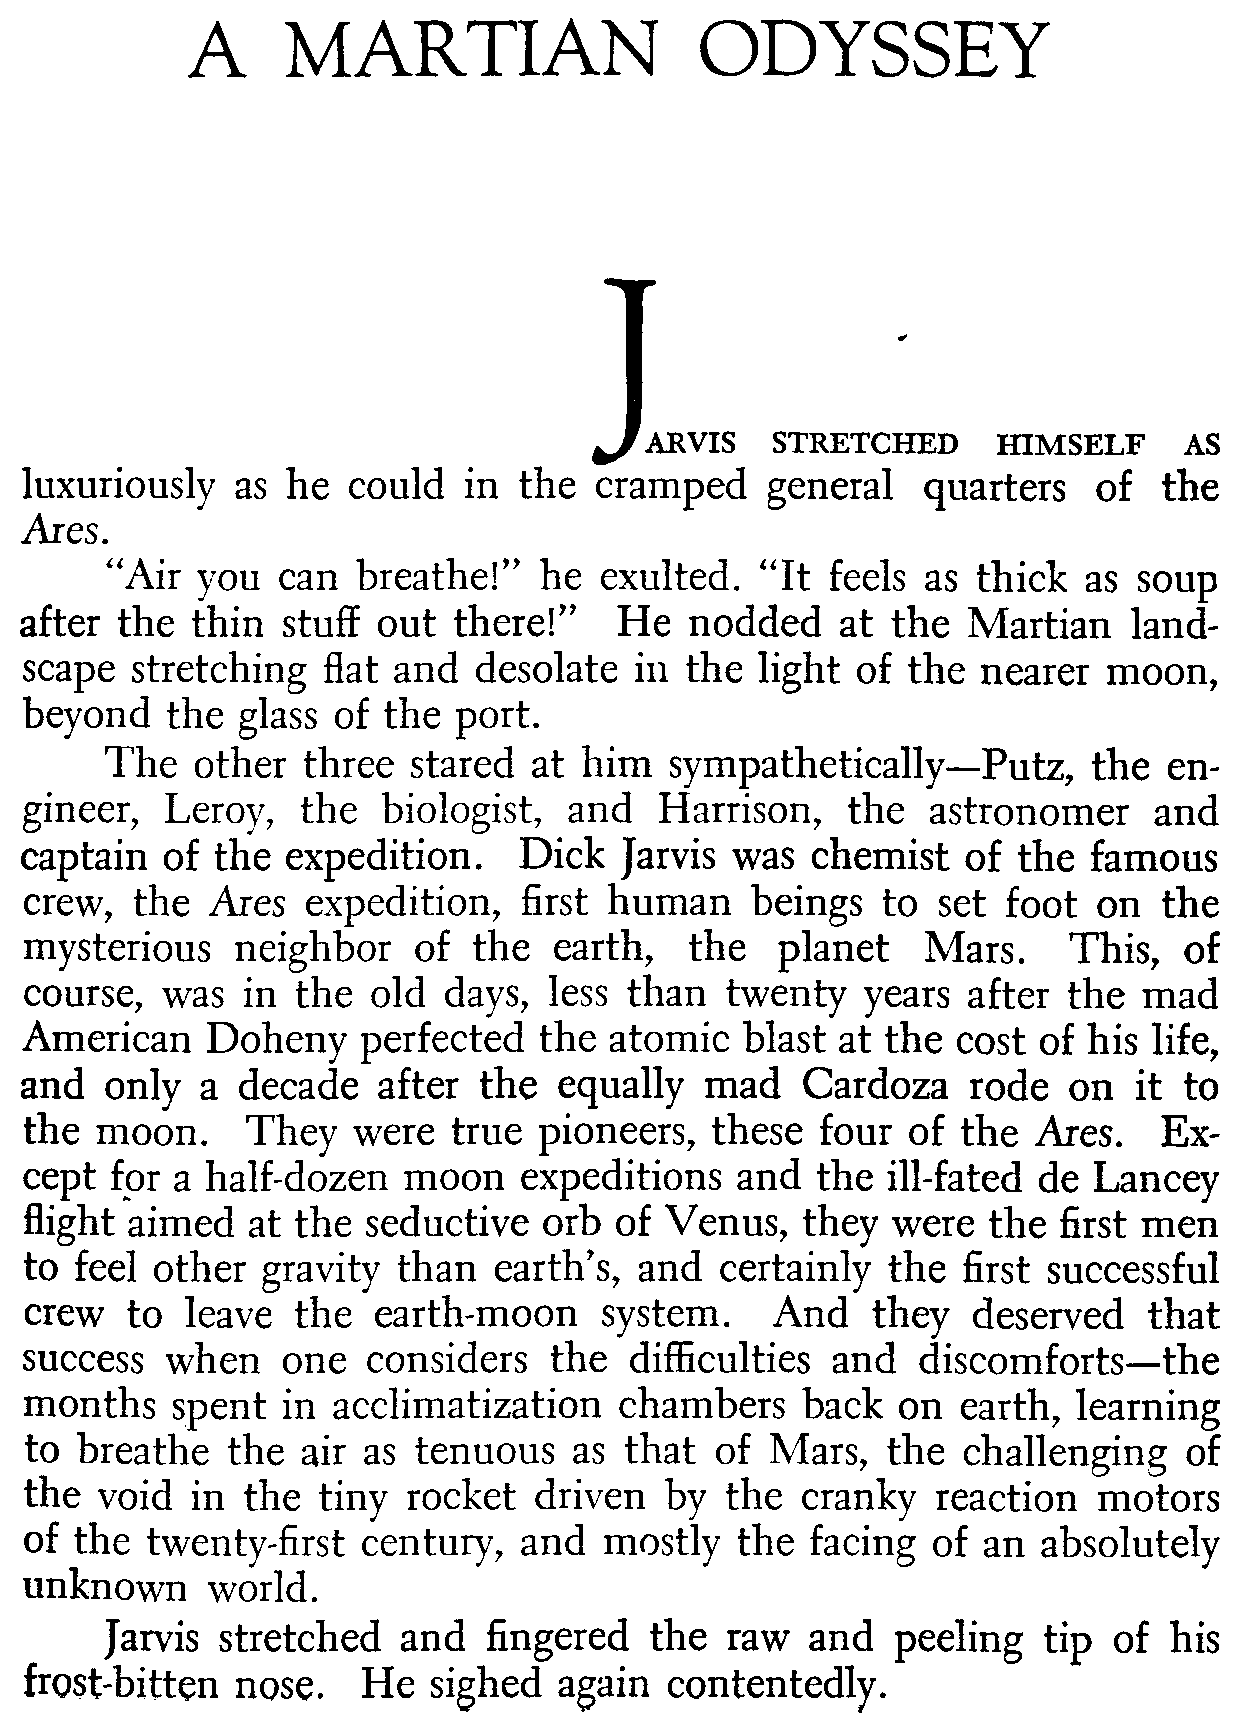 A MARTIAN ODYSSEY
JARVIS STRETCHED HIMSELF AS
luxuriously as he could in the cramped general quarters of the
Ares.
“Air you can breathe!” he exulted. “It feels as thick as soup
after the thin stuff out there!” He nodded at the Martian land-
scape stretching flat and desolate in the light of the nearer moon,
beyond the glass of the port.
The other three stared at him sympathetically—Putz, the en-
gineer, Leroy, the biologist, and Harrison, the astronomer and
captain of the expedition. Dick Jarvis was chemist of the famous
crew, the Ares expedition, first human beings to set foot on the
mysterious neighbor of the earth, the planet Mars. This, of
course, was in the old days, less than twenty years after the mad
American Doheny perfected the atomic blast at the cost of his life,
and only a decade after the equally mad Cardoza rode on it to
the moon. They were true pioneers, these four of the Ares. Ex-
cept for a half-dozen moon expeditions and the ill-fated de Lancey
flight aimed at the seductive orb of Venus, they were the first men
to feel other gravity than earth’s, and certainly the first successful
crew to leave the earth-moon system. And they deserved that
success when one considers the difficulties and discomforts—the
months spent in acclimatization chambers back on earth, learning
to breathe the air as tenuous as that of Mars, the challenging of
the void in the tiny rocket driven by the cranky reaction motors
of the twenty-first century, and mostly the facing of an absolutely
unknown world.
Jarvis stretched and fingered the raw and peeling tip of his
frost-bitten nose. He sighed again contentedly.